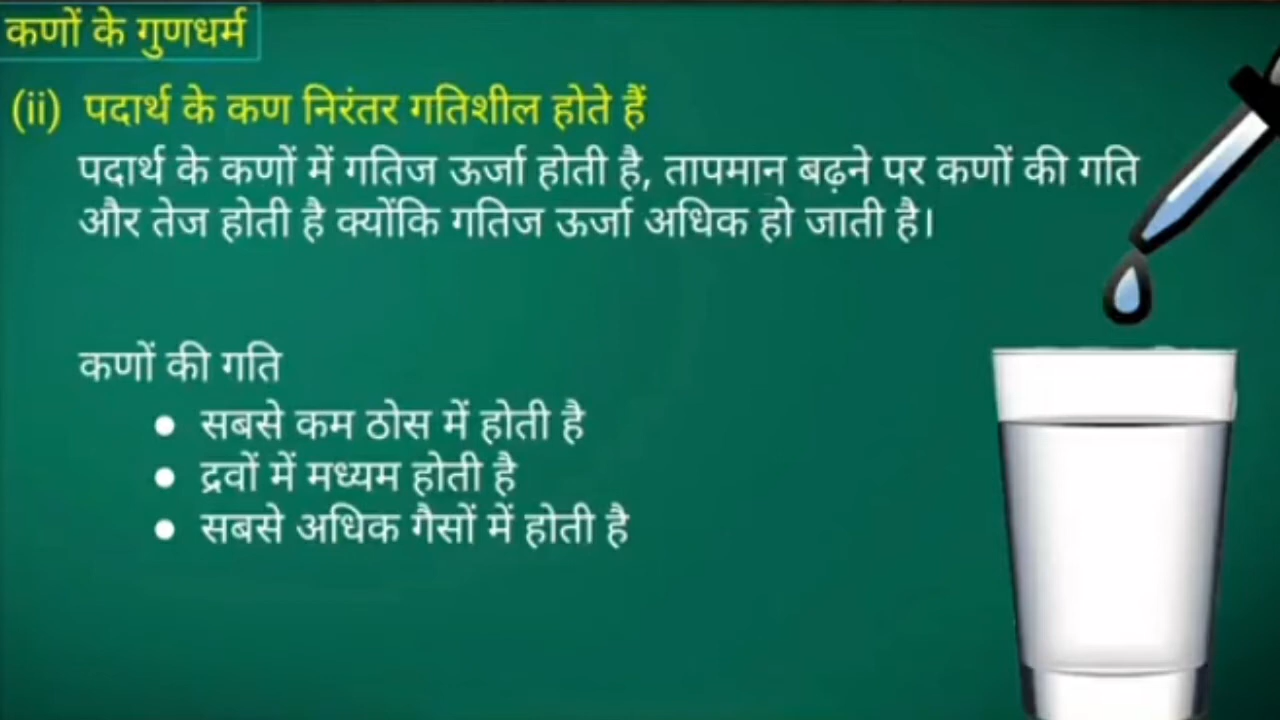 कणों के गुणधर्म
(ii) पदार्थ के कण निरंतर गतिशील होते हैं
पदार्थ के कणों में गतिज ऊर्जा होती है, तापमान बढ़ने पर कणों की गति
और तेज होती है क्योंकि गतिज ऊर्जा अधिक हो जाती है।
कणों की गति
● सबसे कम ठोस में होती है
● द्रवों में मध्यम होती है
● सबसे अधिक गैसों में होती है